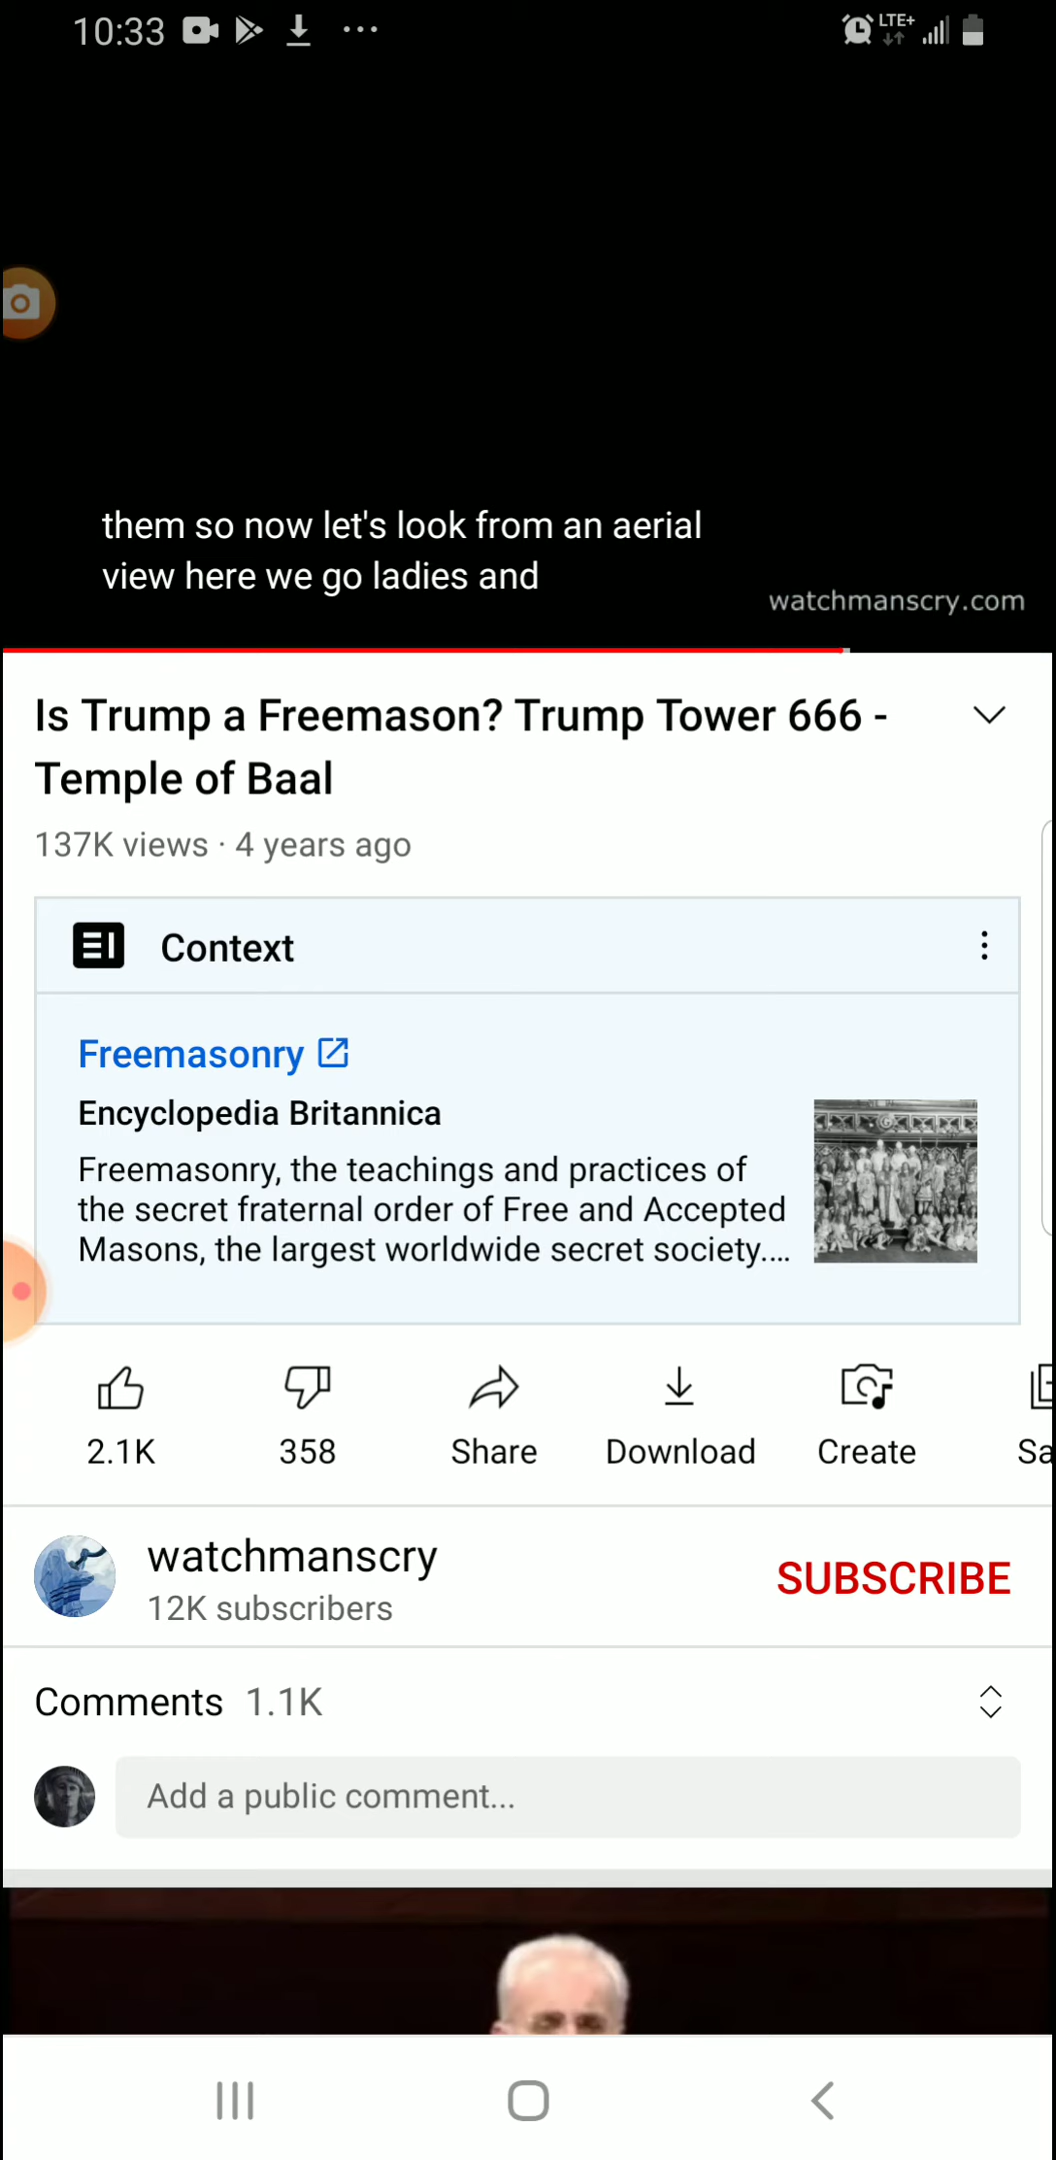 10:33
LTE+
them so now let's look from an aerial
view here we go ladies and
watchmanscry.com
Is Trump a Freemason? Trump Tower 666 -
Temple of Baal
137K views · 4 years ago
Context
Freemasonry
Encyclopedia Britannica
Freemasonry, the teachings and practices of
the secret fraternal order of Free and Accepted
Masons, the largest worldwide secret society....
2.1K 358 Share Download Create Sa
watchmanscry
12K subscribers
SUBSCRIBE
Comments 1.1K
Add a public comment...